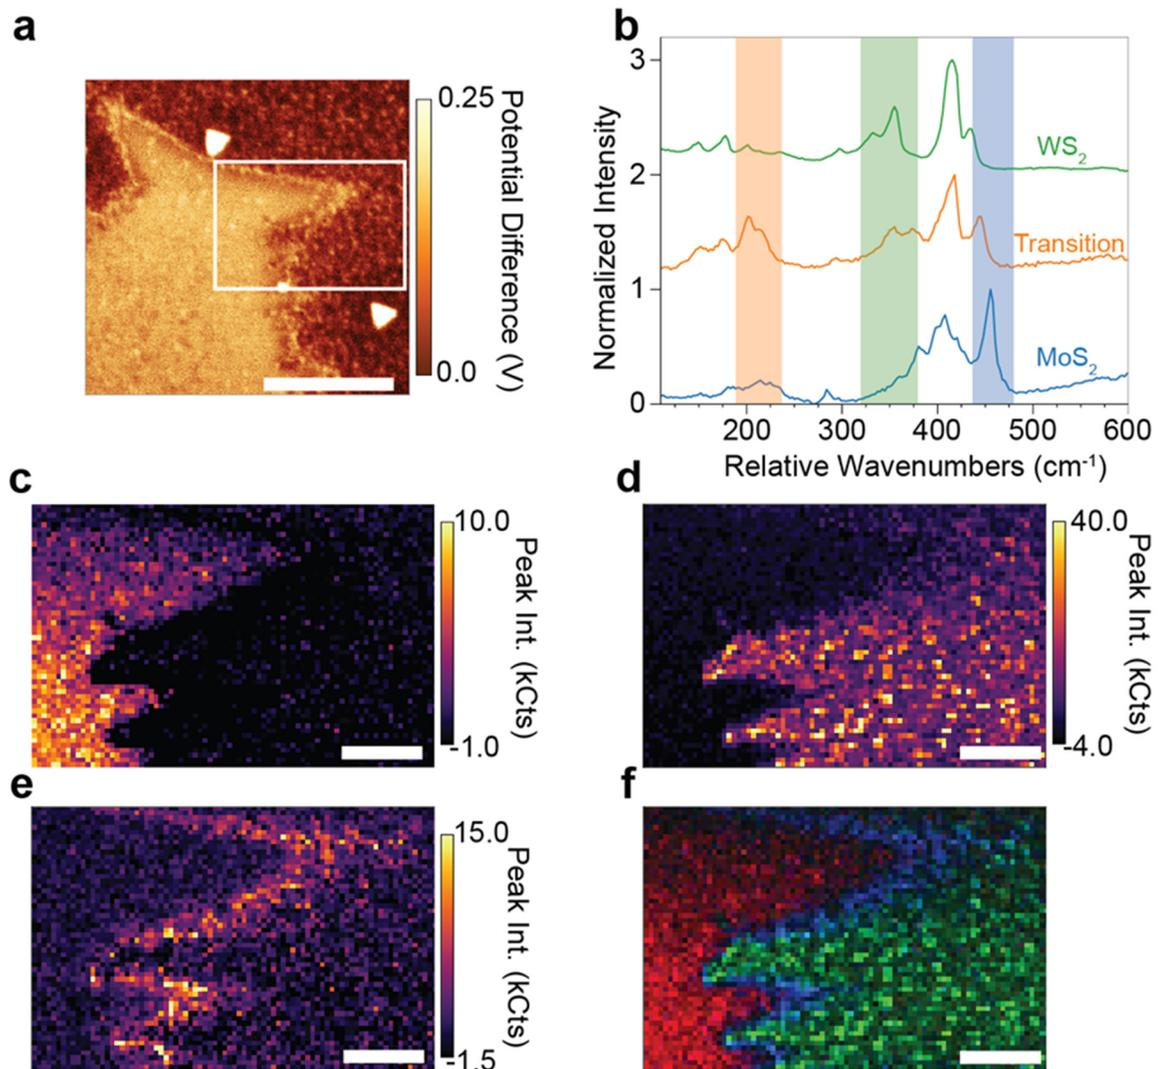 a
0.25
0.0
Potential Difference (V)
b
3
2
1
0
Normalized Intensity
WS2
Transition
MoS2
200 300 400 500 600
Relative Wavenumbers (cm-1)
c
10.0
-1.0
Peak Int. (kCts)
d
40.0
-4.0
Peak Int. (kCts)
e
15.0
-1.5
Peak Int. (kCts)
f